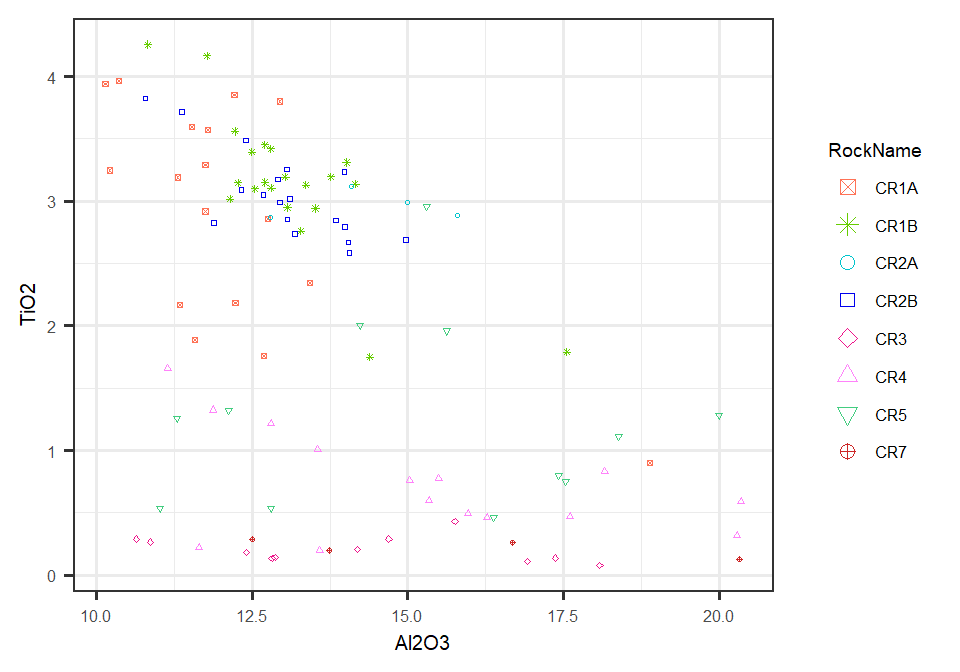 TiO2
4
3
2
1
0
10.0 12.5 15.0 17.5 20.0
Al2O3
RockName
CR1A
CR1B
CR2A
CR2B
CR3
CR4
CR5
CR7